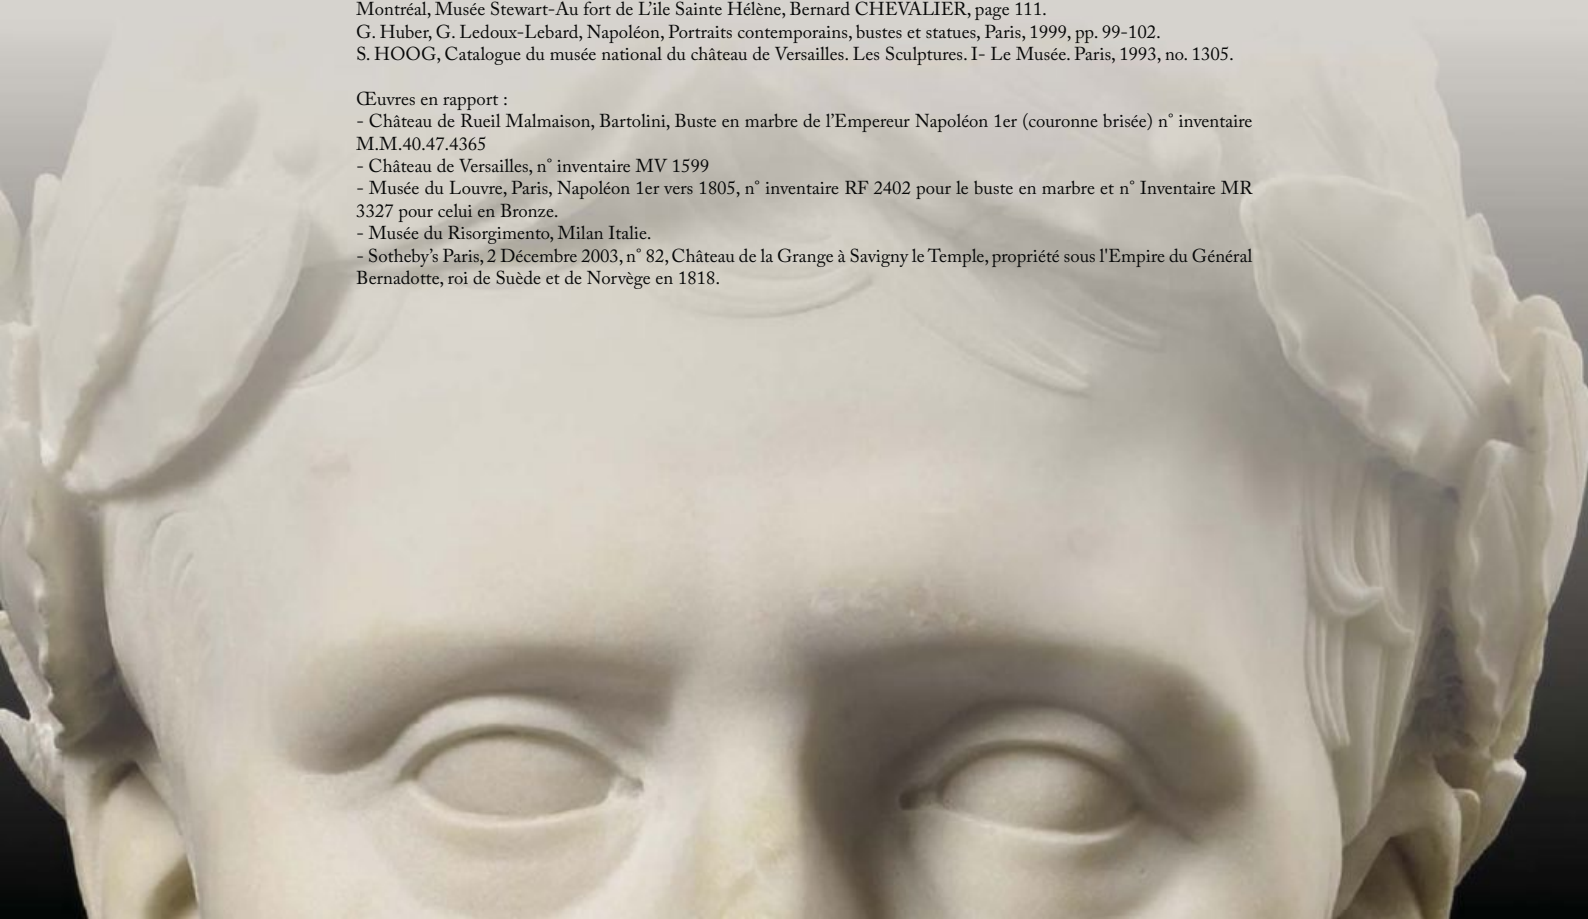 Montréal, Musée Stewart-Au fort de L'ile Sainte Hélène, Bernard CHEVALIER, page 111.
G. Huber, G. Ledoux-Lebard, Napoléon, Portraits contemporains, bustes et statues, Paris, 1999, pp. 99-102.
S. HOOG, Catalogue du musée national du château de Versailles. Les Sculptures. I- Le Musée. Paris, 1993, no. 1305.
Œuvres en rapport :
- Château de Rueil Malmaison, Bartolini, Buste en marbre de l’Empereur Napoléon 1er (couronne brisée) n° inventaire
M.M.40.47.4365
- Château de Versailles, n° inventaire MV 1599
- Musée du Louvre, Paris, Napoléon 1er vers 1805, n° inventaire RF 2402 pour le buste en marbre et n° Inventaire MR
3327 pour celui en Bronze.
- Musée du Risorgimento, Milan Italie.
- Sotheby’s Paris, 2 Décembre 2003, n° 82, Château de la Grange à Savigny le Temple, propriété sous l'Empire du Général
Bernadotte, roi de Suède et de Norvège en 1818.